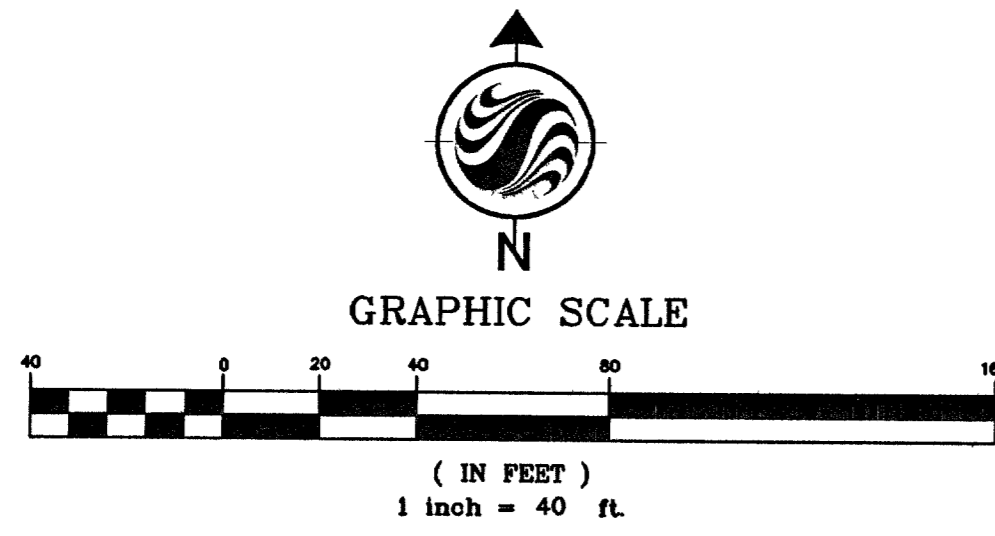 N
GRAPHIC SCALE
40 0 20 40 80
( IN FEET )
1 inch = 40 ft.